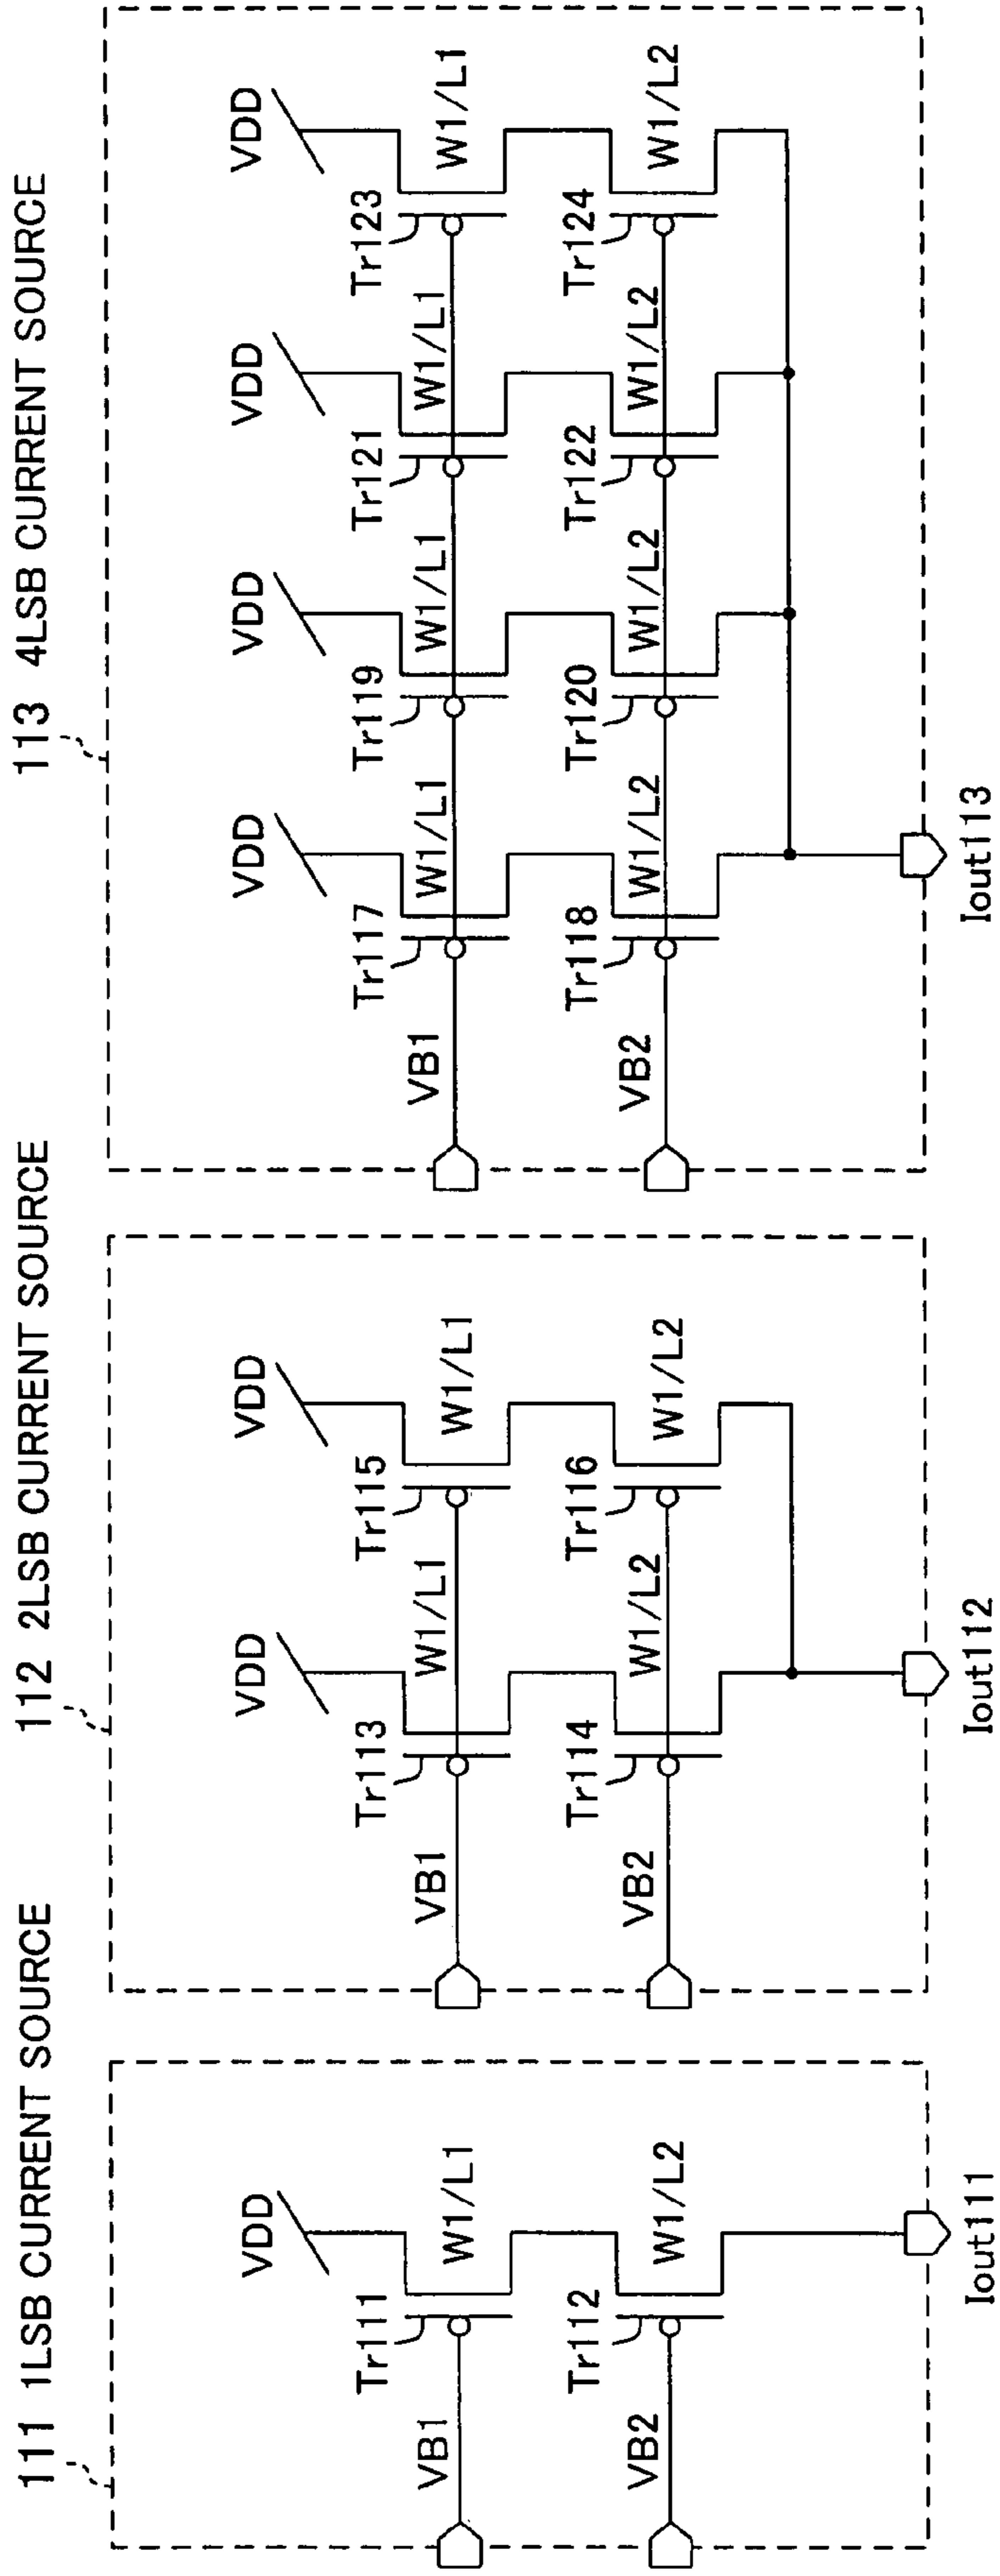 111 1LSB CURRENT SOURCE
VDD
Tr111
W1/L1
VB1
Tr112
W1/L2
VB2
Iout111
112 2LSB CURRENT SOURCE
VDD
VDD
Tr113
W1/L1
Tr115
W1/L1
VB1
Tr114
W1/L2
Tr116
W1/L2
VB2
Iout112
113 4LSB CURRENT SOURCE
VDD
VDD
VDD
VDD
Tr117
W1/L1
Tr119
W1/L1
Tr121
W1/L1
Tr123
W1/L1
VB1
Tr118
W1/L2
Tr120
W1/L2
Tr122
W1/L2
Tr124
W1/L2
VB2
Iout113